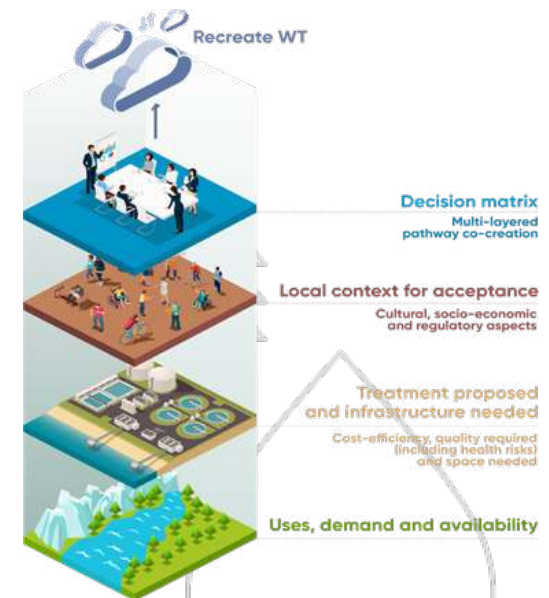 Recreate WT
Decision matrix
Multi-layered
pathway co-creation
Local context for acceptance
Cultural, socio-economic
and regulatory aspects
Treatment proposed
and infrastructure needed
Cost-efficiency, quality required
(including health risks)
and space needed
Uses, demand and availability